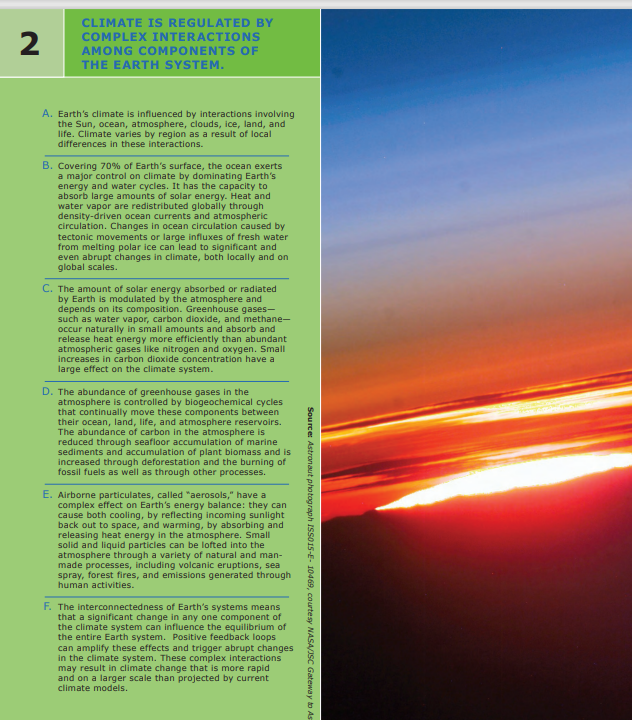 2
CLIMATE IS REGULATED BY
COMPLEX INTERACTIONS
AMONG COMPONENTS OF
THE EARTH SYSTEM.
A. Earth’s climate is influenced by interactions involving
the Sun, ocean, atmosphere, clouds, ice, land, and
life. Climate varies by region as a result of local
differences in these interactions.
B. Covering 70% of Earth’s surface, the ocean exerts
a major control on climate by dominating Earth’s
energy and water cycles. It has the capacity to
absorb large amounts of solar energy. Heat and
water vapor are redistributed globally through
density-driven ocean currents and atmospheric
circulation. Changes in ocean circulation caused by
tectonic movements or large influxes of fresh water
from melting polar ice can lead to significant and
even abrupt changes in climate, both locally and on
global scales.
C. The amount of solar energy absorbed or radiated
by Earth is modulated by the atmosphere and
depends on its composition. Greenhouse gases—
such as water vapor, carbon dioxide, and methane—
occur naturally in small amounts and absorb and
release heat energy more efficiently than abundant
atmospheric gases like nitrogen and oxygen. Small
increases in carbon dioxide concentration have a
large effect on the climate system.
D. The abundance of greenhouse gases in the
atmosphere is controlled by biogeochemical cycles
that continually move these components between
their ocean, land, life, and atmosphere reservoirs.
The abundance of carbon in the atmosphere is
reduced through seafloor accumulation of marine
sediments and accumulation of plant biomass and is
increased through deforestation and the burning of
fossil fuels as well as through other processes.
E. Airborne particulates, called “aerosols,” have a
complex effect on Earth’s energy balance: they can
cause both cooling, by reflecting incoming sunlight
back out to space, and warming, by absorbing and
releasing heat energy in the atmosphere. Small
solid and liquid particles can be lofted into the
atmosphere through a variety of natural and man-
made processes, including volcanic eruptions, sea
spray, forest fires, and emissions generated through
human activities.
F. The interconnectedness of Earth’s systems means
that a significant change in any one component of
the climate system can influence the equilibrium of
the entire Earth system. Positive feedback loops
can amplify these effects and trigger abrupt changes
in the climate system. These complex interactions
may result in climate change that is more rapid
and on a larger scale than projected by current
climate models.
Source: Astronaut photograph ISS015-E-10469, courtesy NASA/JSC Gateway to As